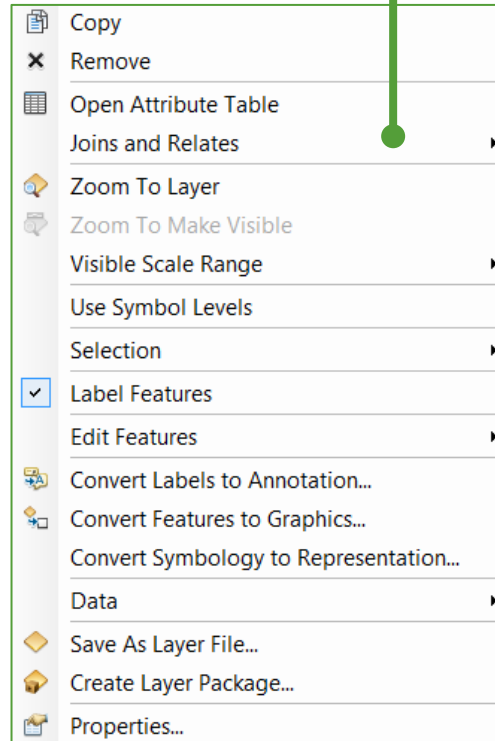 Copy
Remove
Open Attribute Table
Joins and Relates
Zoom To Layer
Zoom To Make Visible
Visible Scale Range
Use Symbol Levels
Selection
Label Features
Edit Features
Convert Labels to Annotation...
Convert Features to Graphics...
Convert Symbology to Representation...
Data
Save As Layer File...
Create Layer Package...
Properties...